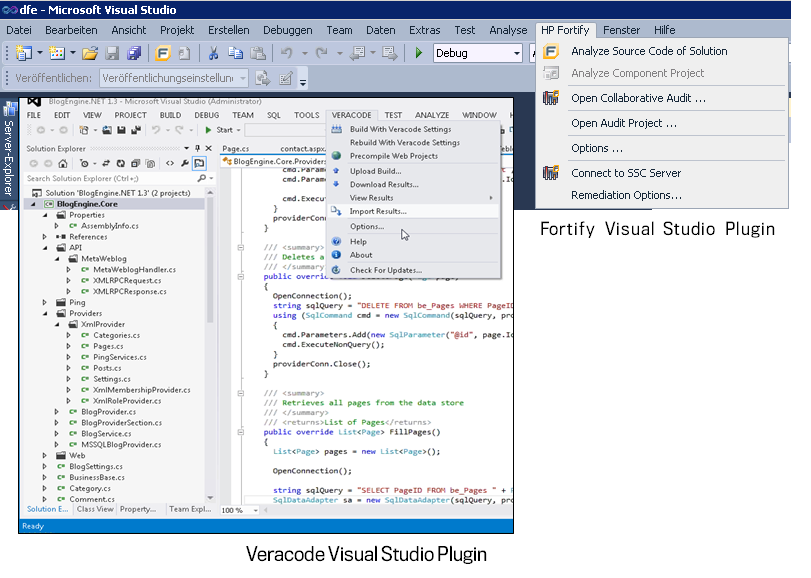 dfe - Microsoft Visual Studio
Datei Bearbeiten Ansicht Projekt Erstellen Debuggen Team Daten Extras Test Analyse HP Fortify Fenster Hilfe
Debug
Veröffentlichen: Veröffentlichungseinstellung
Server-Explorer
Analyze Source Code of Solution
Analyze Component Project
Open Collaborative Audit ...
Open Audit Project ...
Options ...
Connect to SSC Server
Remediation Options...
Fortify Visual Studio Plugin
BlogEngine.NET 1.3 - Microsoft Visual Studio (Administrator)
FILE EDIT VIEW PROJECT BUILD DEBUG TEAM SQL TOOLS VERACODE TEST ANALYZE WINDOW
Start
Solution Explorer
Search Solution Explorer (Ctrl+)
Solution 'BlogEngine.NET 1.3' (2 projects)
BlogEngine.Core
Properties
AssemblyInfo.cs
References
API
MetaWeblog
MetaWeblogHandler.cs
XMLRPCRequest.cs
XMLRPCResponse.cs
Ping
Providers
XmlProvider
Categories.cs
Pages.cs
PingServices.cs
Posts.cs
Settings.cs
XmlMembershipProvider.cs
XmlRoleProvider.cs
BlogProvider.cs
BlogProviderSection.cs
BlogService.cs
MSSQLBlogProvider.cs
Web
BlogSettings.cs
BusinessBase.cs
Category.cs
Comment.cs
Solution E... Class View Property... Team Expl...
Page.cs contact.aspx
BlogEngine.Core.Providers
cmd.Para
cmd.Exec
}
providerConn
}
/// <summary>
/// Deletes a
/// </summary>
public override
{
OpenConnection();
string sqlQuery = "DELETE FROM be_Pages WHERE PageID
using (SqlCommand cmd = new SqlCommand(sqlQuery, pro
{
cmd.Parameters.Add(new SqlParameter("@id", page.Id
cmd.ExecuteNonQuery();
}
providerConn.Close();
}
/// <summary>
/// Retrieves all pages from the data store
/// </summary>
/// <returns>List of Pages</returns>
public override List<Page> FillPages()
{
List<Page> pages = new List<Page>();
OpenConnection();
string sqlQuery = "SELECT PageID FROM be_Pages " +
SqlDataAdapter sa = new SqlDataAdapter(sqlQuery, pro
100 %
Build With Veracode Settings
Rebuild With Veracode Settings
Precompile Web Projects
Upload Build...
Download Results...
View Results
Import Results...
Options...
Help
About
Check For Updates...
Ready
Veracode Visual Studio Plugin